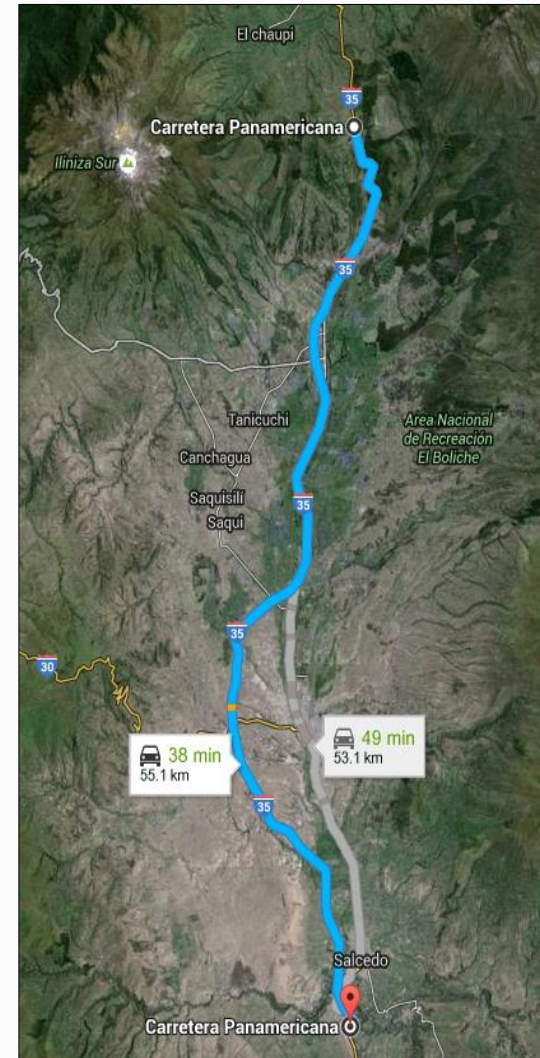 El chaupi
35
Carretera Panamericana
Iliniza Sur
35
Tanicuchi
Area Nacional
de Recreación
El Boliche
Canchagua
Saquisilí
35
Saqui
35
30
49 min
53.1 km
38 min
55.1 km
35
Salcedo
Carretera Panamericana